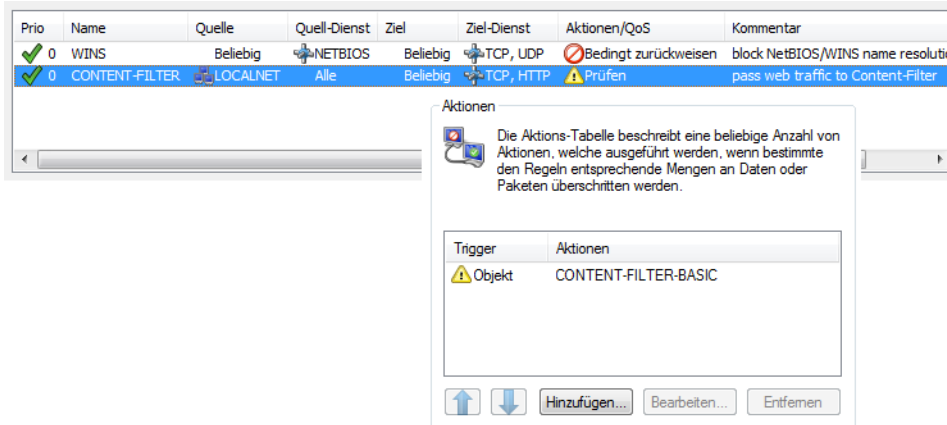 Prio Name Quelle Quell-Dienst Ziel Ziel-Dienst Aktionen/QoS Kommentar
0 WINS Beliebig NETBIOS Beliebig TCP, UDP Bedingt zurückweisen block NetBIOS/WINS name resoluti
0 CONTENT-FILTER LOCALNET Alle Beliebig TCP, HTTP Prüfen pass web traffic to Content-Filter
Aktionen
Die Aktions-Tabelle beschreibt eine beliebige Anzahl von
Aktionen, welche ausgeführt werden, wenn bestimmte
den Regeln entsprechende Mengen an Daten oder
Paketen überschritten werden.
Trigger Aktionen
Objekt CONTENT-FILTER-BASIC
Hinzufügen... Bearbeiten... Entfernen